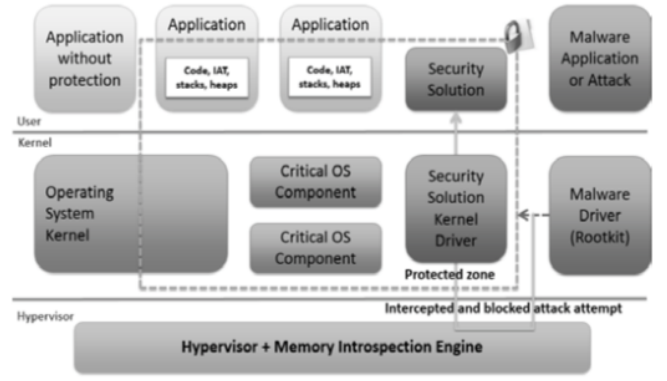 Application
without
protection
Application
Code, IAT,
stacks, heaps
Application
Code, IAT,
stacks, heaps
Security
Solution
Malware
Application
or Attack
User
Kernel
Operating
System
Kernel
Critical OS
Component
Critical OS
Component
Security
Solution
Kernel
Driver
Malware
Driver
(Rootkit)
Protected zone
Intercepted and blocked attack attempt
Hypervisor
Hypervisor + Memory Introspection Engine